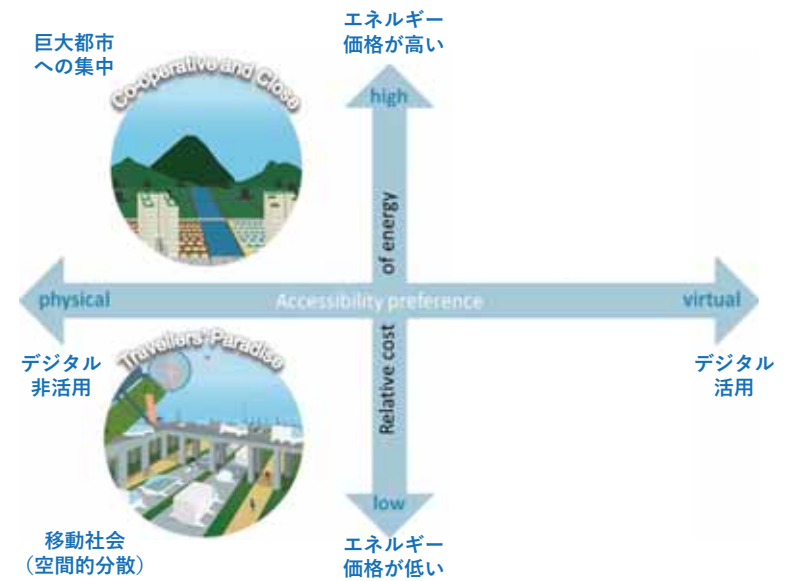 エネルギー
価格が高い
巨大都市
への集中
Co-operative and Close
high
Relative cost of energy
physical
Accessibility preference
virtual
デジタル
非活用
デジタル
活用
Travellers' Paradise
low
移動社会
（空間的分散）
エネルギー
価格が低い